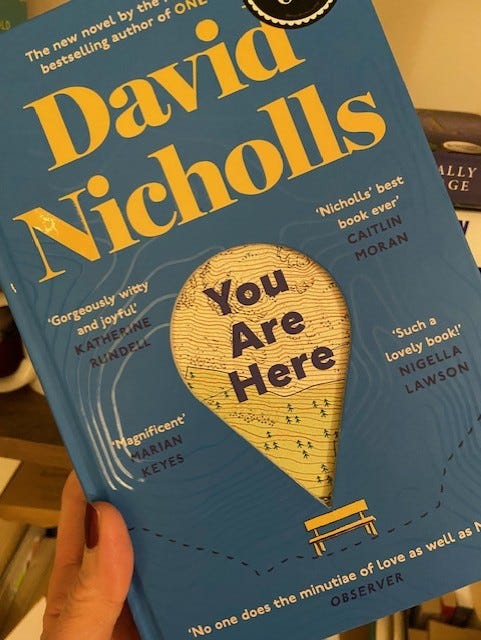 The new novel by the
bestselling author of ONE
David
Nicholls
'Nicholls' best
book ever'
CAITLIN
MORAN
'Gorgeously witty
and joyful'
KATHERINE
RUNDELL
You
Are
Here
'Such a
lovely book!'
NIGELLA
LAWSON
'Magnificent'
MARIAN
KEYES
'No one does the minutiae of love as well as
OBSERVER
ALLY
GE